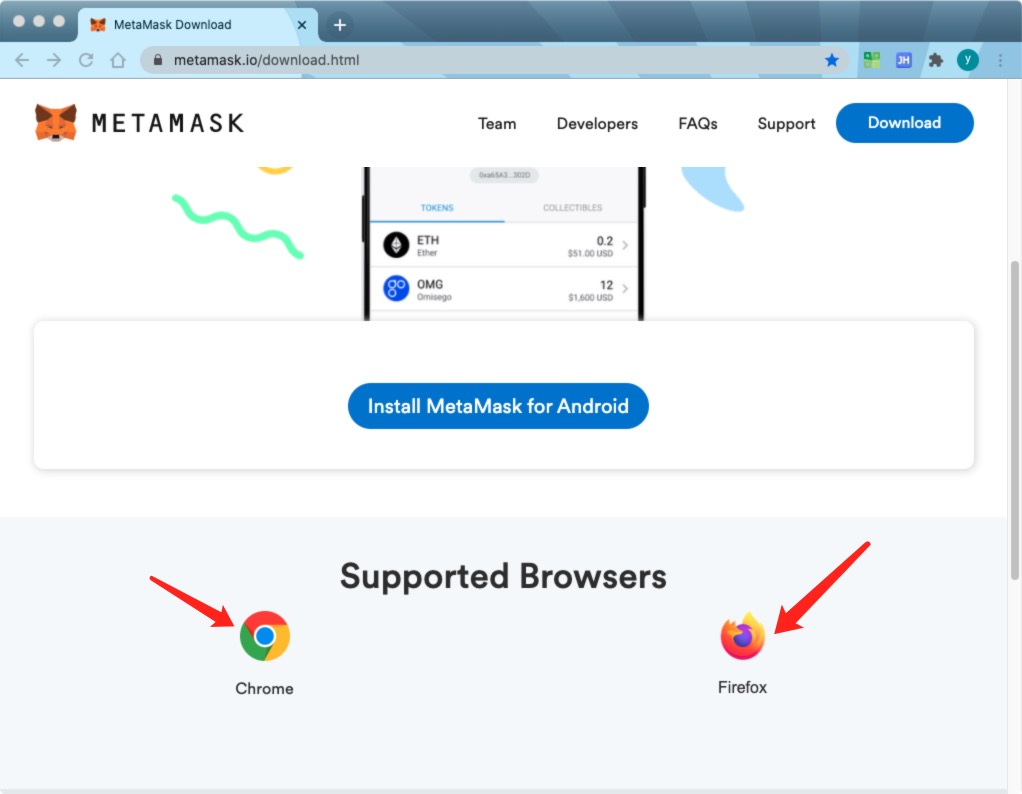 MetaMask Download
metamask.io/download.html
JH
y
METAMASK
Team
Developers
FAQs
Support
Download
0xa65A3...302D
TOKENS
COLLECTIBLES
ETH
Ether
0.2
$51.00 USD
OMG
Omisego
12
$1,600 USD
Install MetaMask for Android
Supported Browsers
Chrome
Firefox